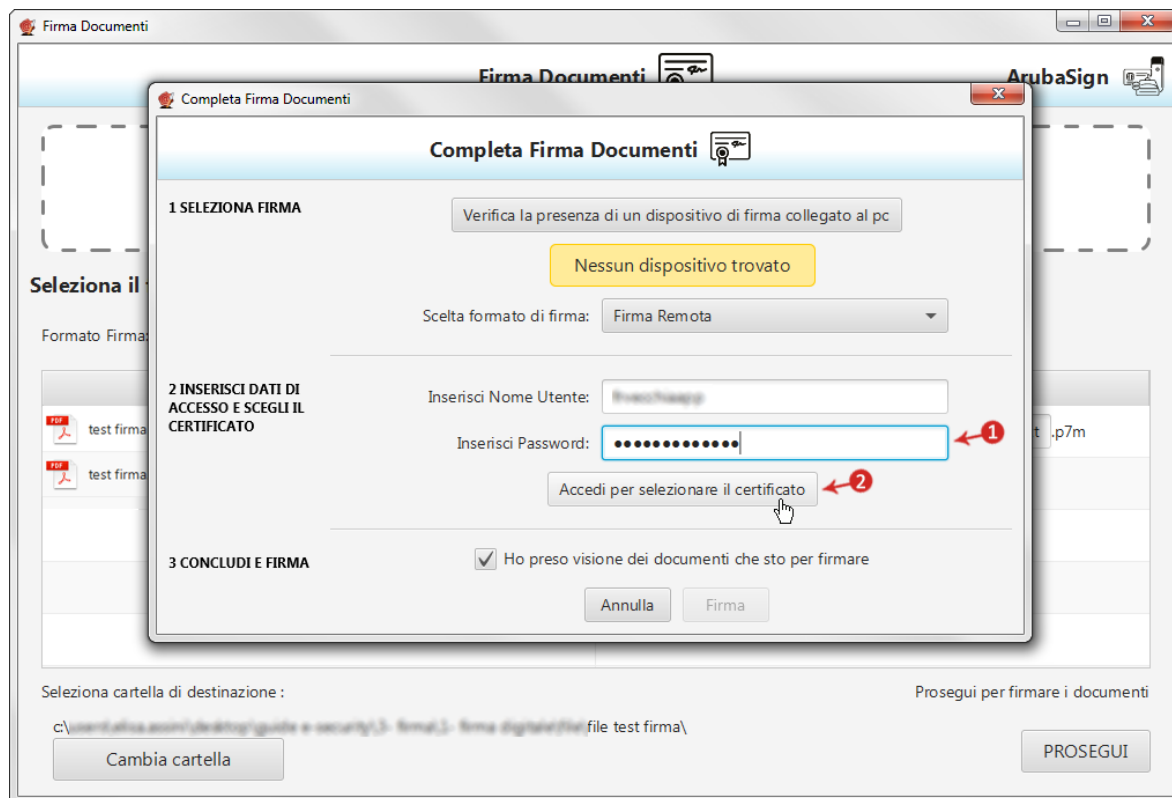 Firma Documenti
Firma Documenti
ArubaSign
Completa Firma Documenti
Completa Firma Documenti
1 SELEZIONA FIRMA
Verifica la presenza di un dispositivo di firma collegato al pc
Nessun dispositivo trovato
Scelta formato di firma: Firma Remota
2 INSERISCI DATI DI
ACCESSO E SCEGLI IL
CERTIFICATO
Inserisci Nome Utente:
Inserisci Password:
1
Accedi per selezionare il certificato
2
3 CONCLUDI E FIRMA
Ho preso visione dei documenti che sto per firmare
Annulla Firma
Seleziona il
Formato Firma:
PDF test firma
t .p7m
PDF test firma
Seleziona cartella di destinazione :
Prosegui per firmare i documenti
c:\ file test firma\
Cambia cartella
PROSEGUI